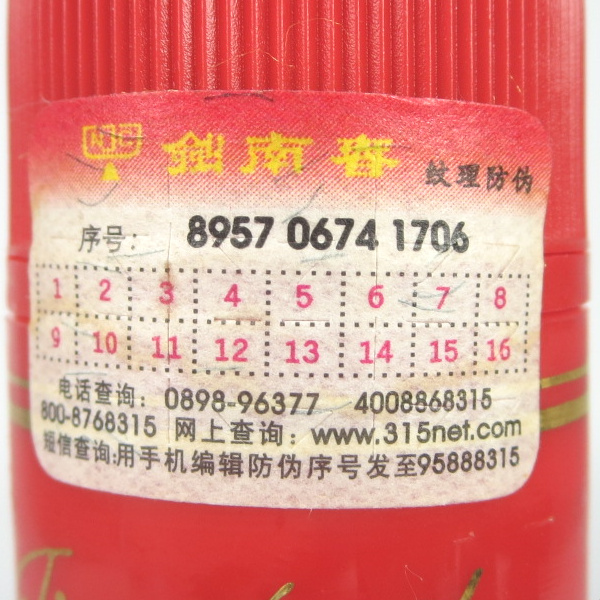 NJC 劍南春 纹理防伪
序号: 8957 0674 1706
1 2 3 4 5 6 7 8
9 10 11 12 13 14 15 16
电话查询: 0898-96377 4008868315
800-8768315 网上查询: www.315net.com
短信查询:用手机编辑防伪序号发至95888315